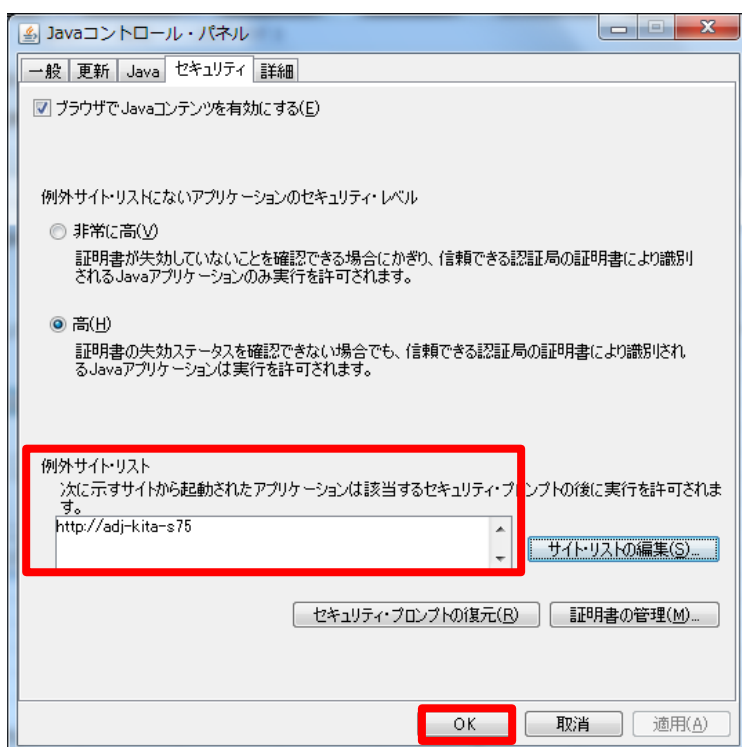 Javaコントロール・パネル
一般 更新 Java セキュリティ 詳細
ブラウザでJavaコンテンツを有効にする(E)
例外サイト・リストにないアプリケーションのセキュリティ・レベル
非常に高(V)
証明書が失効していないことを確認できる場合にかぎり、信頼できる認証局の証明書により識別
されるJavaアプリケーションのみ実行を許可されます。
高(H)
証明書の失効ステータスを確認できない場合でも、信頼できる認証局の証明書により識別され
るJavaアプリケーションは実行を許可されます。
例外サイト・リスト
次に示すサイトから起動されたアプリケーションは該当するセキュリティ・プロンプトの後に実行を許可されま
す。
http://adj-kita-s75
サイト・リストの編集(S)...
セキュリティ・プロンプトの復元(R) 証明書の管理(M)...
OK 取消 適用(A)